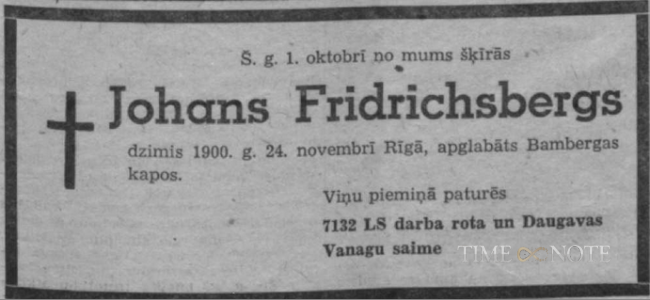 Š. g. 1. oktobrī no mums šķīrās
Johans Fridrichsbergs
dzimis 1900. g. 24. novembrī Rīgā, apglabāts Bambergas
kapos.
Viņu piemiņā paturēs
7132 LS darba rota un Daugavas
Vanagu saime
TIME NOTE